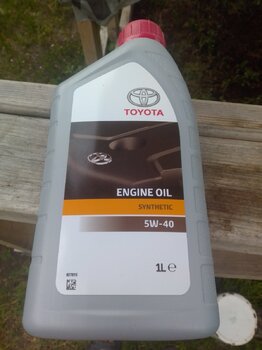 TOYOTA
ENGINE OIL
SYNTHETIC
5W-40
1L e